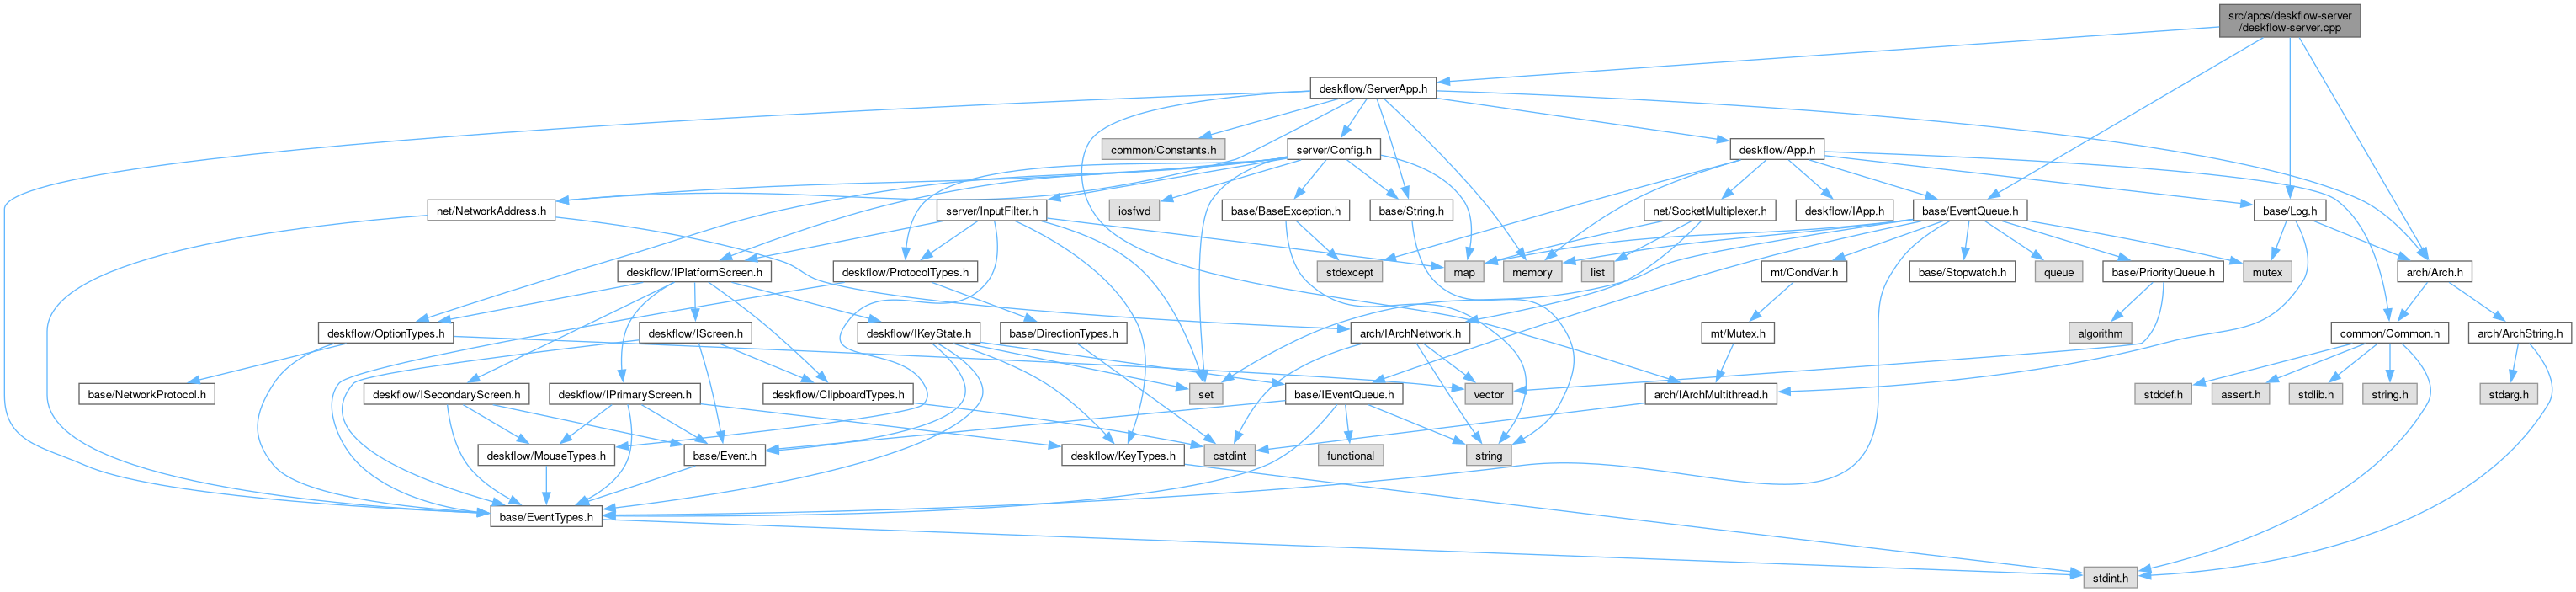 src/apps/deskflow-server
/deskflow-server.cpp
deskflow/ServerApp.h
common/Constants.h
server/Config.h
deskflow/App.h
net/NetworkAddress.h
server/InputFilter.h
iosfwd
base/BaseException.h
base/String.h
net/SocketMultiplexer.h
deskflow/IApp.h
base/EventQueue.h
base/Log.h
deskflow/IPlatformScreen.h
deskflow/ProtocolTypes.h
stdexcept
map
memory
list
mt/CondVar.h
base/Stopwatch.h
queue
base/PriorityQueue.h
mutex
arch/Arch.h
deskflow/OptionTypes.h
deskflow/IScreen.h
deskflow/IKeyState.h
base/DirectionTypes.h
arch/IArchNetwork.h
mt/Mutex.h
algorithm
common/Common.h
arch/ArchString.h
base/NetworkProtocol.h
deskflow/ISecondaryScreen.h
deskflow/IPrimaryScreen.h
deskflow/ClipboardTypes.h
set
base/IEventQueue.h
vector
arch/IArchMultithread.h
stddef.h
assert.h
stdlib.h
string.h
stdarg.h
deskflow/MouseTypes.h
base/Event.h
deskflow/KeyTypes.h
cstdint
functional
string
base/EventTypes.h
stdint.h